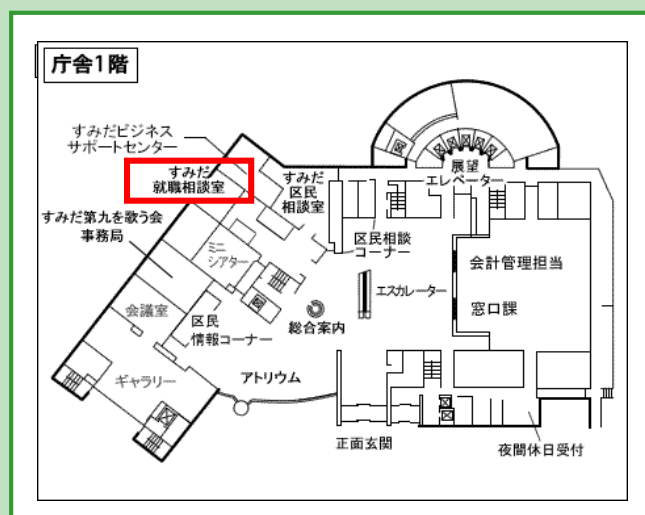 庁舎1階
すみだビジネス
サポートセンター
すみだ
就職相談室
すみだ
区民
相談室
展望
エレベーター
すみだ第九を歌う会
事務局
ミニ
シアター
区民相談
コーナー
会計管理担当
エスカレーター
窓口課
会議室
区民
情報コーナー
総合案内
ギャラリー
アトリウム
正面玄関
夜間休日受付